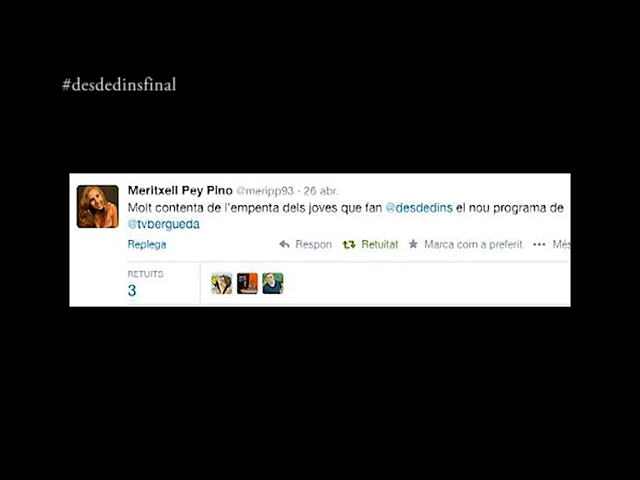 #desdedinsfinal
Meritxell Pey Pino @meripp93 · 26 abr.
Molt contenta de l'empenta dels joves que fan @desdedins el nou programa de
@tvbergueda
Replega Respon Retuitat Marca com a preferit ••• Més
RETUITS
3